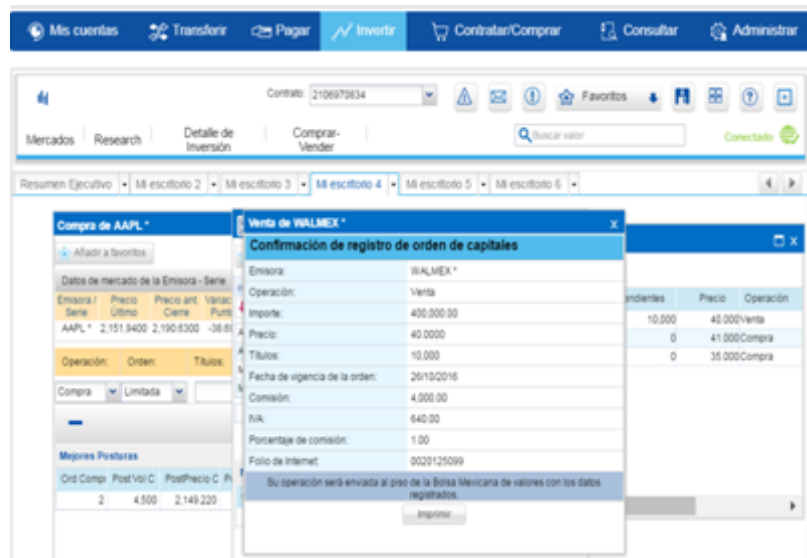 Mis cuentas Transferir Pagar Invertir Contratar/Comprar Consultar Administrar
Contrato: 2106970834 Favoritos
Mercados Research Detalle de Inversión Comprar-Vender Buscar valor Conectado
Resumen Ejecutivo Mi escritorio 2 Mi escritorio 3 Mi escritorio 4 Mi escritorio 5 Mi escritorio 6
Compra de AAPL *
Añadir a favoritos
Datos de mercado de la Emisora - Serie
Emisora / Serie Precio Último Precio ant. Cierre
AAPL * 2,151.9400 2,190.6300
Operación: Orden: Títulos:
Compra Limitada
Mejores Posturas
Ord Compr Post Vol C PostPrecio C
2 4,500 2,149.220
Venta de WALMEX *
x
Confirmación de registro de orden de capitales
Emisora: WALMEX *
Operación: Venta
Importe: 400,000.00
Precio: 40.0000
Títulos: 10,000
Fecha de vigencia de la orden: 26/10/2016
Comisión: 4,000.00
IVA: 640.00
Porcentaje de comisión: 1.00
Folio de Internet: 0020125099
Su operación será enviada al piso de la Bolsa Mexicana de valores con los datos
registrados.
Imprimir
x
Precio Operación
10,000 40.000 Venta
0 41.000 Compra
0 35.000 Compra